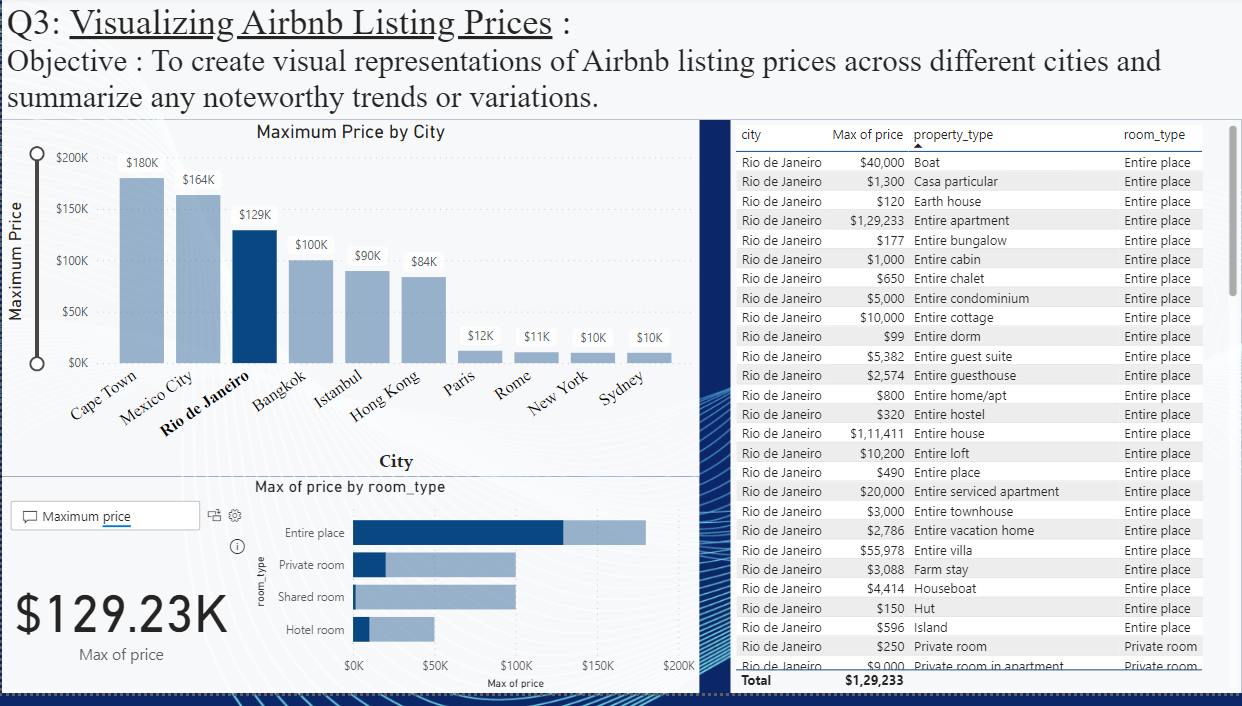 Q3: Visualizing Airbnb Listing Prices :
Objective : To create visual representations of Airbnb listing prices across different cities and
summarize any noteworthy trends or variations.
Maximum Price by City
Maximum Price
$200K
$150K
$100K
$50K
$0K
$180K
$164K
$129K
$100K
$90K
$84K
$12K
$11K
$10K
$10K
Cape Town
Mexico City
Rio de Janeiro
Bangkok
Istanbul
Hong Kong
Paris
Rome
New York
Sydney
City
Maximum price
$129.23K
Max of price
Max of price by room_type
room_type
Entire place
Private room
Shared room
Hotel room
$0K $50K $100K $150K $200K
Max of price
city Max of price property_type room_type
Rio de Janeiro $40,000 Boat Entire place
Rio de Janeiro $1,300 Casa particular Entire place
Rio de Janeiro $120 Earth house Entire place
Rio de Janeiro $1,29,233 Entire apartment Entire place
Rio de Janeiro $177 Entire bungalow Entire place
Rio de Janeiro $1,000 Entire cabin Entire place
Rio de Janeiro $650 Entire chalet Entire place
Rio de Janeiro $5,000 Entire condominium Entire place
Rio de Janeiro $10,000 Entire cottage Entire place
Rio de Janeiro $99 Entire dorm Entire place
Rio de Janeiro $5,382 Entire guest suite Entire place
Rio de Janeiro $2,574 Entire guesthouse Entire place
Rio de Janeiro $800 Entire home/apt Entire place
Rio de Janeiro $320 Entire hostel Entire place
Rio de Janeiro $1,11,411 Entire house Entire place
Rio de Janeiro $10,200 Entire loft Entire place
Rio de Janeiro $490 Entire place Entire place
Rio de Janeiro $20,000 Entire serviced apartment Entire place
Rio de Janeiro $3,000 Entire townhouse Entire place
Rio de Janeiro $2,786 Entire vacation home Entire place
Rio de Janeiro $55,978 Entire villa Entire place
Rio de Janeiro $3,088 Farm stay Entire place
Rio de Janeiro $4,414 Houseboat Entire place
Rio de Janeiro $150 Hut Entire place
Rio de Janeiro $596 Island Entire place
Rio de Janeiro $250 Private room Private room
Rio de Janeiro $9,000 Private room in apartment Private room
Total $1,29,233